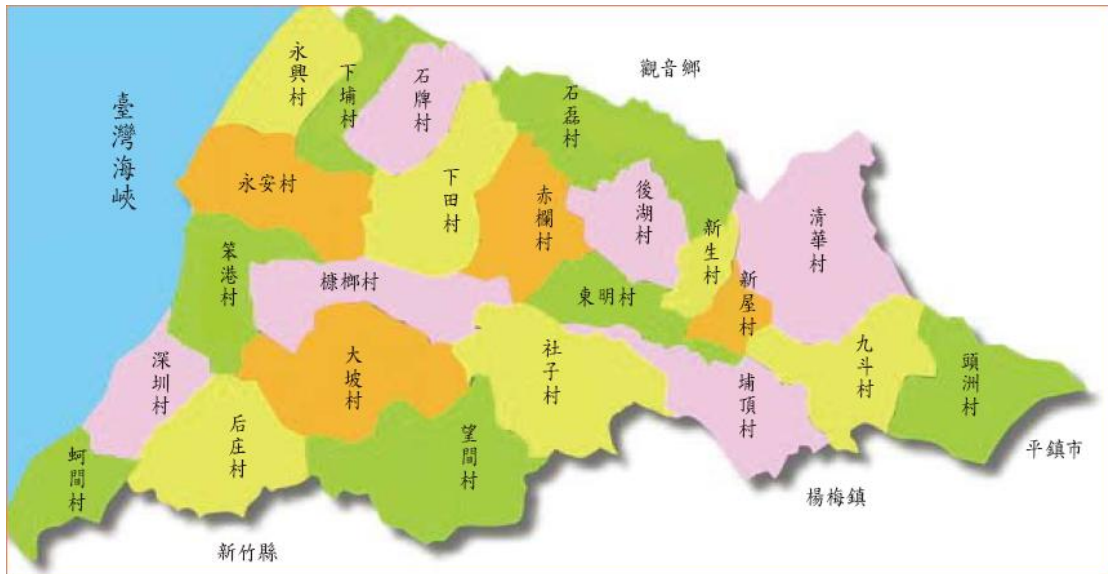 觀音鄉
永興村
下埔村
石牌村
石磊村
臺灣海峽
永安村
下田村
赤欄村
後湖村
新生村
清華村
笨港村
槺榔村
東明村
新屋村
深圳村
大坡村
社子村
埔頂村
九斗村
頭洲村
后庄村
望間村
蚵間村
平鎮市
楊梅鎮
新竹縣